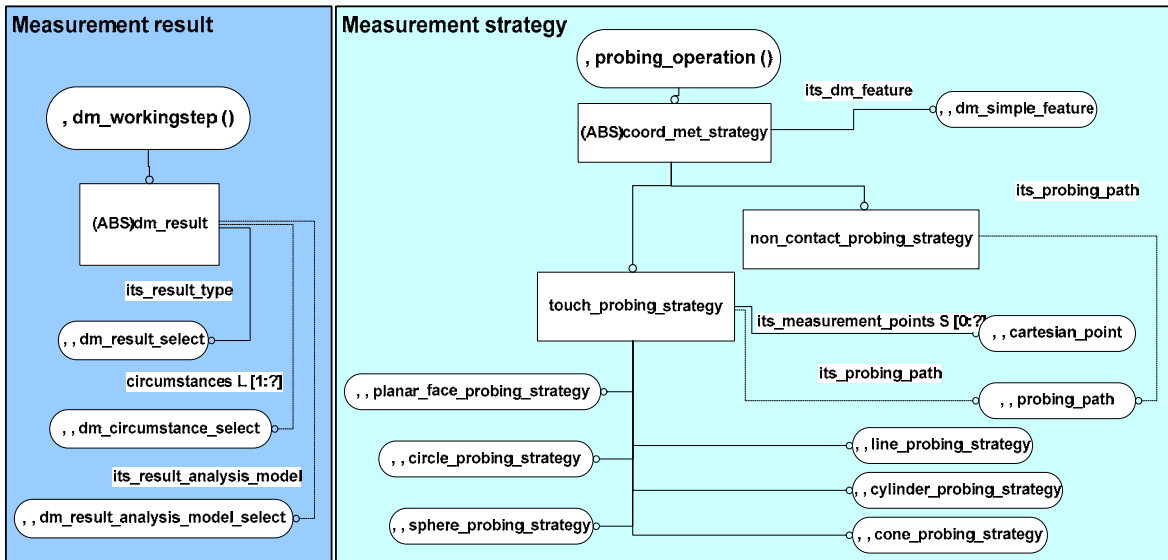 Measurement result
, dm_workingstep ()
(ABS)dm_result
its_result_type
, , dm_result_select
circumstances L [1:?]
, , dm_circumstance_select
its_result_analysis_model
, , dm_result_analysis_model_select
Measurement strategy
, probing_operation ()
its_dm_feature
, , dm_simple_feature
(ABS)coord_met_strategy
its_probing_path
non_contact_probing_strategy
touch_probing_strategy
its_measurement_points S [0:?]
, , cartesian_point
its_probing_path
, , probing_path
, , planar_face_probing_strategy
, , line_probing_strategy
, , circle_probing_strategy
, , cylinder_probing_strategy
, , sphere_probing_strategy
, , cone_probing_strategy